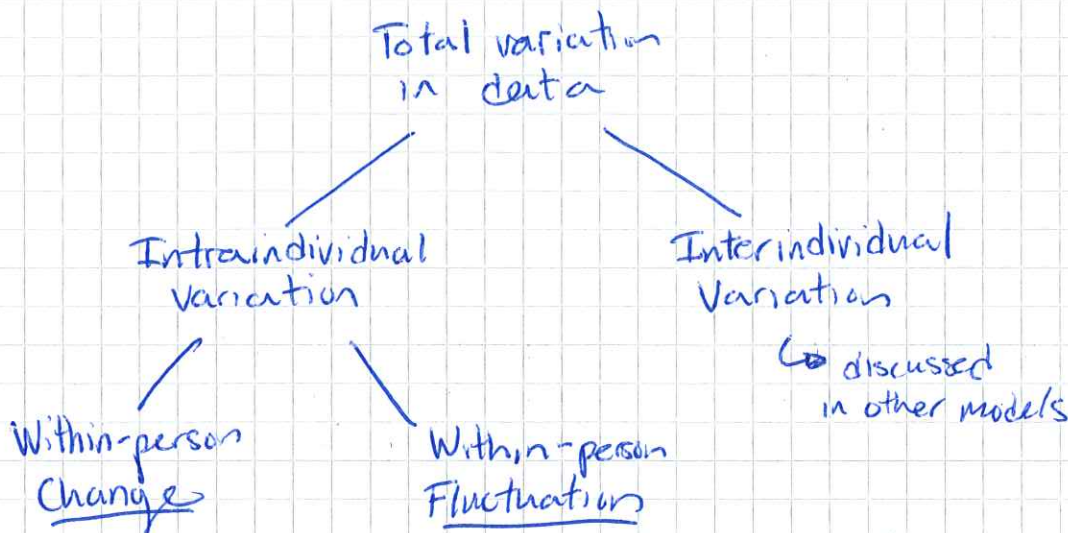 Total variation
in data
Intraindividual
Variation
Interindividual
Variation
↳ discussed
in other models
Within-person
Change
Within-person
Fluctuation